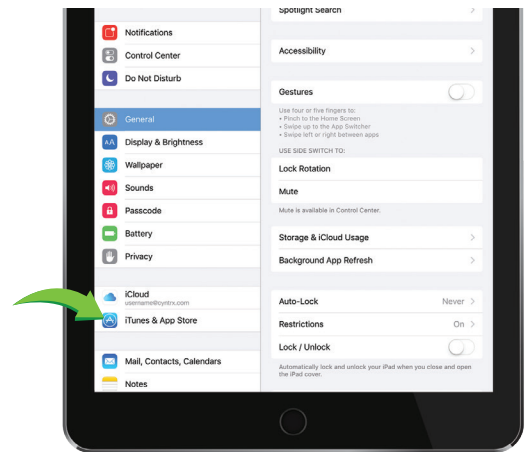 Notifications
Control Center
Do Not Disturb
General
Display & Brightness
Wallpaper
Sounds
Passcode
Battery
Privacy
iCloud
username@cyntrx.com
iTunes & App Store
Mail, Contacts, Calendars
Notes
Spotlight Search
Accessibility
Gestures
Use four or five fingers to:
• Pinch to the Home Screen
• Swipe up to the App Switcher
• Swipe left or right between apps
USE SIDE SWITCH TO:
Lock Rotation
Mute
Mute is available in Control Center.
Storage & iCloud Usage
Background App Refresh
Auto-Lock Never
Restrictions On
Lock / Unlock
Automatically lock and unlock your iPad when you close and open
the iPad cover.